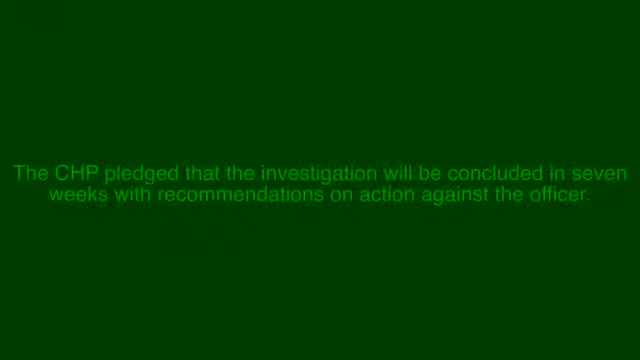 The CHP pledged that the investigation will be concluded in seven
weeks with recommendations on action against the officer.